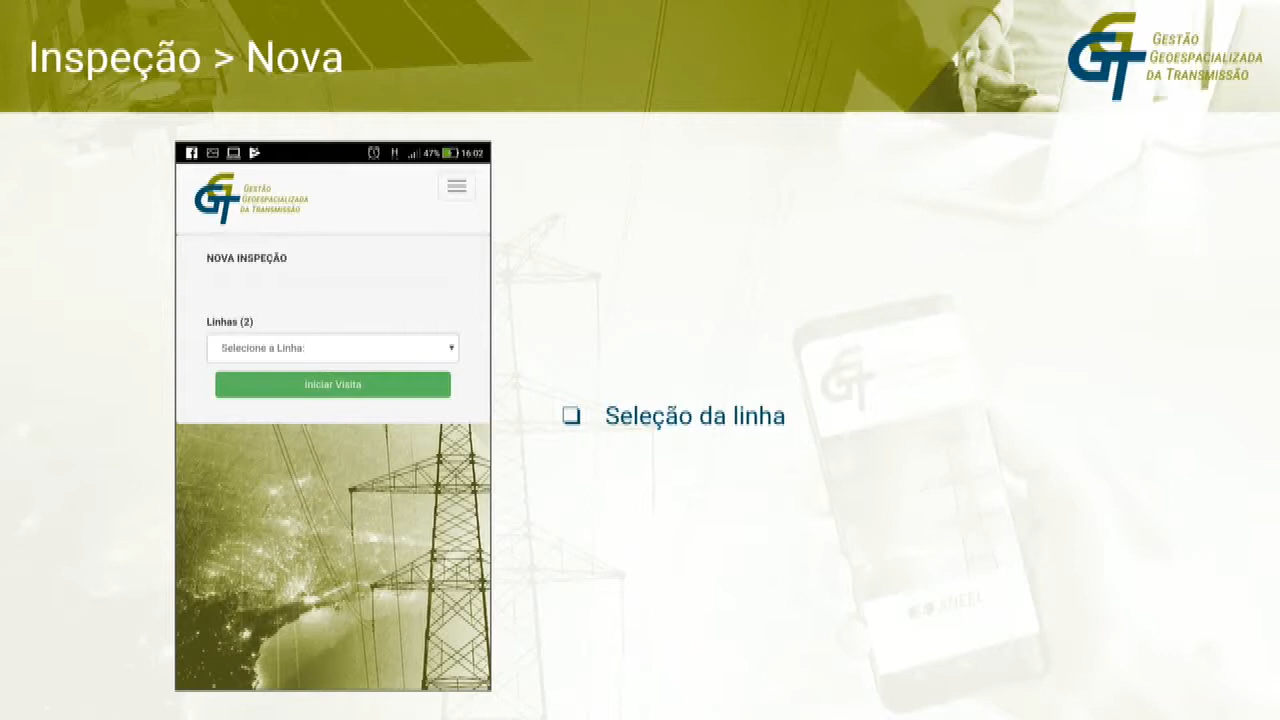 Inspeção > Nova
GESTÃO
GEOESPACIALIZADA
DA TRANSMISSÃO
47% 16:02
GESTÃO
GEOESPACIALIZADA
DA TRANSMISSÃO
NOVA INSPEÇÃO
Linhas (2)
Selecione a Linha:
Iniciar Visita
Seleção da linha
ANEEL